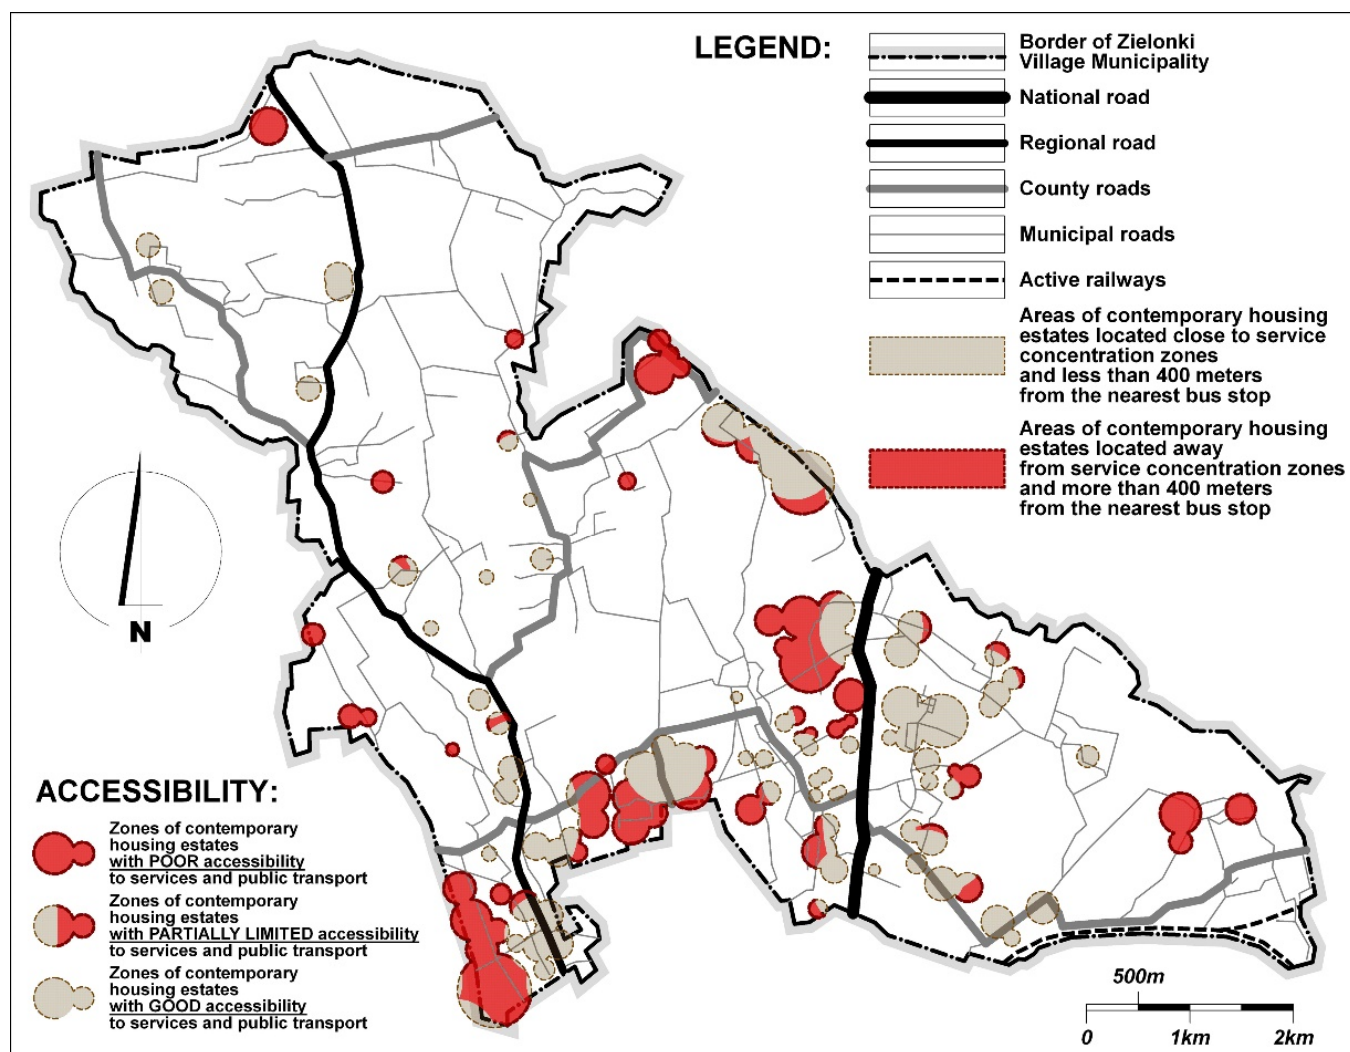 LEGEND:
Border of Zielonki
Village Municipality
National road
Regional road
County roads
Municipal roads
Active railways
Areas of contemporary housing
estates located close to service
concentration zones
and less than 400 meters
from the nearest bus stop
Areas of contemporary housing
estates located away
from service concentration zones
and more than 400 meters
from the nearest bus stop
N
ACCESSIBILITY:
Zones of contemporary
housing estates
with POOR accessibility
to services and public transport
Zones of contemporary
housing estates
with PARTIALLY LIMITED accessibility
to services and public transport
Zones of contemporary
housing estates
with GOOD accessibility
to services and public transport
500m
0 1km 2km